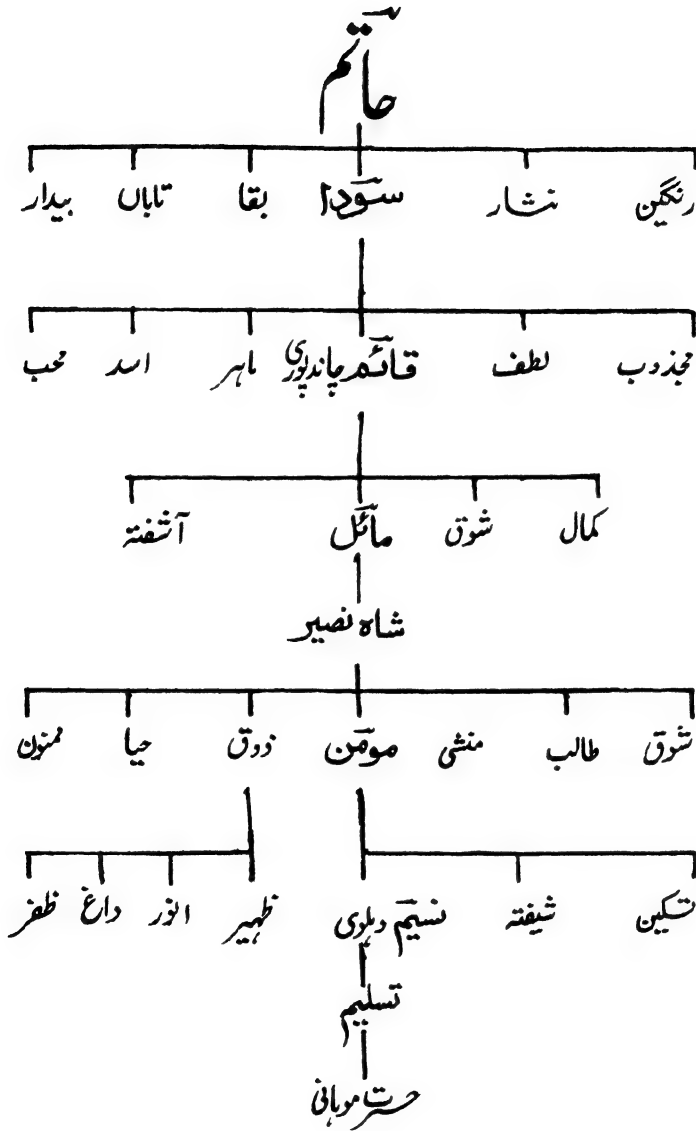 حاتم
رنگین نثار سودا بقا تاباں بیدار
مجذوب لطف قائم چاندپوری ماہر اسد محب
کمال شوق مائل آشفتہ
شاہ نصیر
شوق طالب منشی مومن ذوق حیا ممنون
تسکین شیفتہ نسیم دہلوی ظہیر انور داغ ظفر
تسلیم
حسرت موہانی